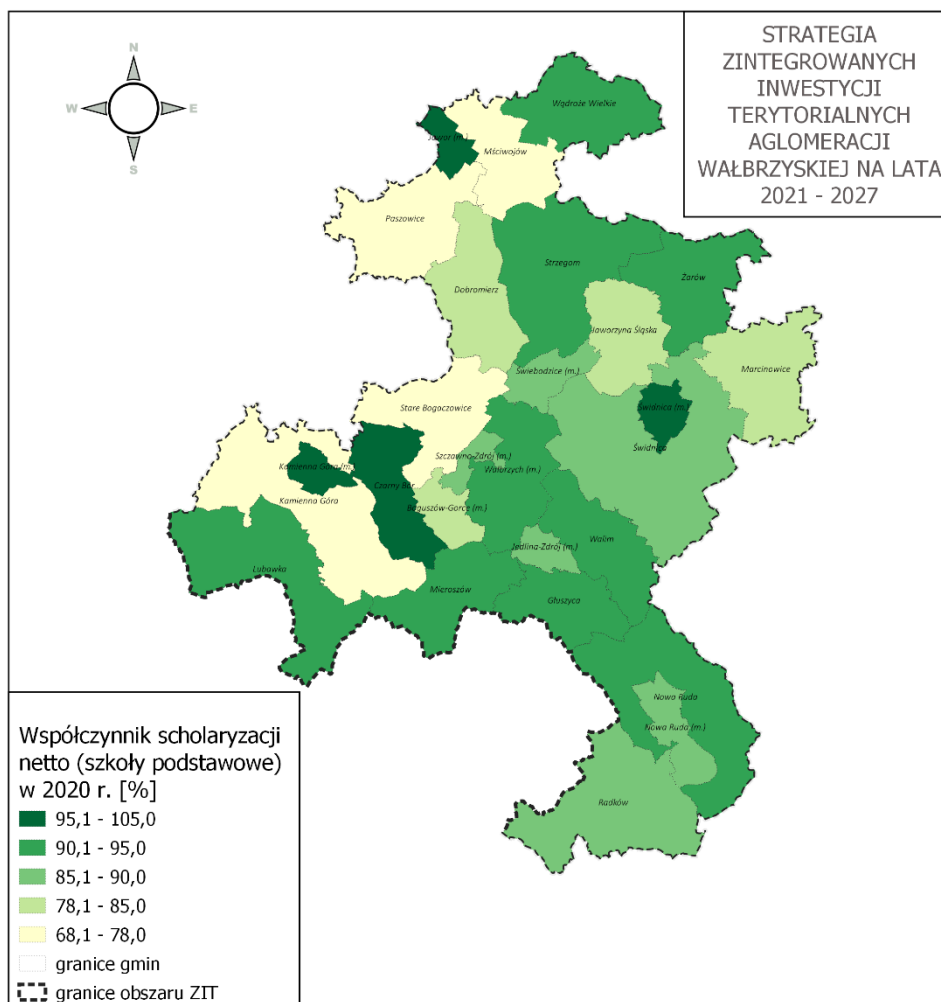 STRATEGIA
ZINTEGROWANYCH
INWESTYCJI
TERYTORIALNYCH
AGLOMERACJI
WAŁBRZYSKIEJ NA LATA
2021 - 2027
N
W
E
S
Wądroże Wielkie
Jawor (m.)
Mściwojów
Paszowice
Strzegom
Żarów
Dobromierz
Jaworzyna Śląska
Marcinowice
Świebodzice (m.)
Stare Bogaczowice
Świdnica (m.)
Świdnica
Szczawno-Zdrój (m.)
Kamienna Góra (m.)
Wałbrzych (m.)
Czarny Bór
Kamienna Góra
Boguszów-Gorce (m.)
Walim
Jedlina-Zdrój (m.)
Lubawka
Mieroszów
Głuszyca
Nowa Ruda
Nowa Ruda (m.)
Radków
Współczynnik scholaryzacji
netto (szkoły podstawowe)
w 2020 r. [%]
95,1 - 105,0
90,1 - 95,0
85,1 - 90,0
78,1 - 85,0
68,1 - 78,0
granice gmin
granice obszaru ZIT